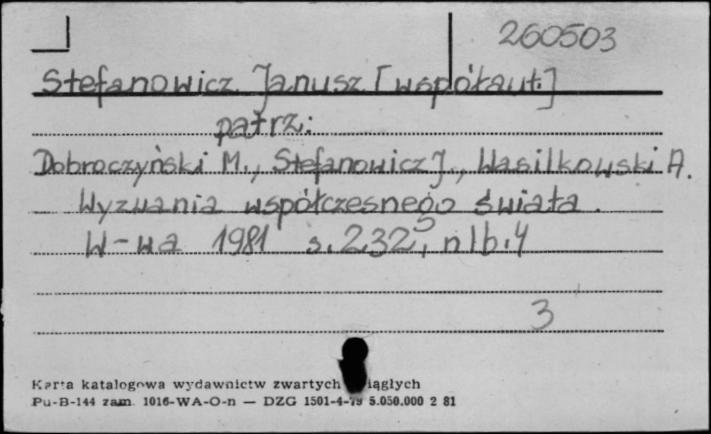 260503
Stefanowicz Janusz [współaut.]
patrz:
Dobroczyński M., Stefanowicz J., Wasilkowski A.
Wyzwania współczesnego świata.
W-wa 1981 s. 232, nlb. 4
3
Karta katalogowa wydawnictw zwartych ciągłych
Pu-B-144 zam. 1016-WA-O-n — DZG 1501-4-79 5.050.000 2 81